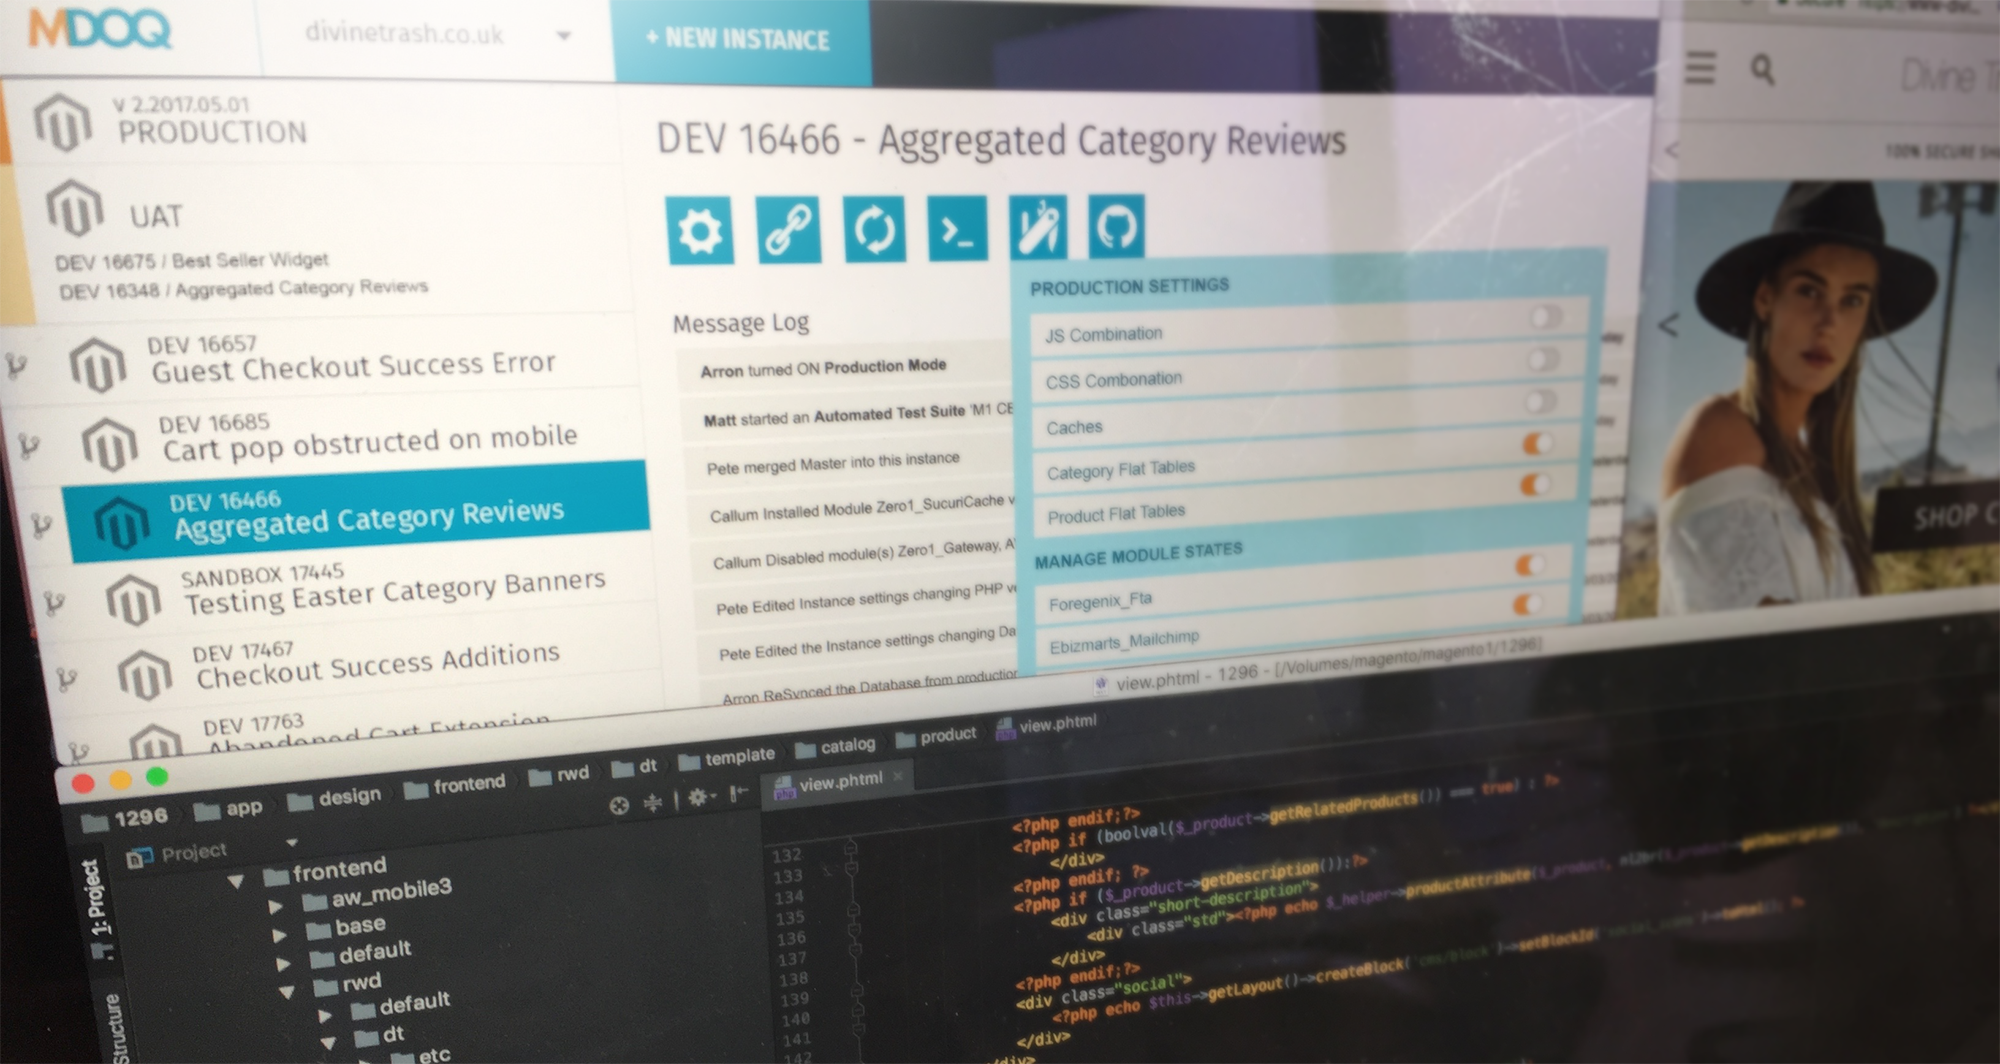 MDOQ
divinetrash.co.uk
+ NEW INSTANCE
V 2.2017.05.01
PRODUCTION
UAT
DEV 16675 / Best Seller Widget
DEV 16348 / Aggregated Category Reviews
DEV 16657
Guest Checkout Success Error
DEV 16685
Cart pop obstructed on mobile
DEV 16466
Aggregated Category Reviews
SANDBOX 17445
Testing Easter Category Banners
DEV 17467
Checkout Success Additions
DEV 17763
Abandoned Cart Extension
DEV 16466 - Aggregated Category Reviews
Message Log
Arron turned ON Production Mode
Matt started an Automated Test Suite 'M1 CE
Pete merged Master into this instance
Callum Installed Module Zero1_SucuriCache v
Callum Disabled module(s) Zero1_Gateway, A
Pete Edited Instance settings changing PHP ve
Pete Edited the Instance settings changing Da
Arron ReSynced the Database from production
PRODUCTION SETTINGS
JS Combination
CSS Combonation
Caches
Category Flat Tables
Product Flat Tables
MANAGE MODULE STATES
Foregenix_Fta
Ebizmarts_Mailchimp
Divine T
100% SECURE SH
SHOP C
view.phtml - 1296 - [/Volumes/magento/magento1/1296]
1296 app design frontend rwd dt template catalog product view.phtml
Project
view.phtml
1: Project
Structure
frontend
aw_mobile3
base
default
rwd
default
dt
etc
132
133
134
135
136
137
138
139
140
141
142
<?php endif;?>
<?php if (boolval($_product->getRelatedProducts()) === true) : ?>
</div>
<?php endif; ?>
<?php if ($_product->getDescription()):?>
<div class="short-description">
<div class="std"><?php echo $_helper->productAttribute($_product, nl2br($_product->getDescription
</div>
<?php endif;?>
<div class="social">
<?php echo $this->getLayout()->createBlock('cms/block')->setBlockId(
</div>
</div>